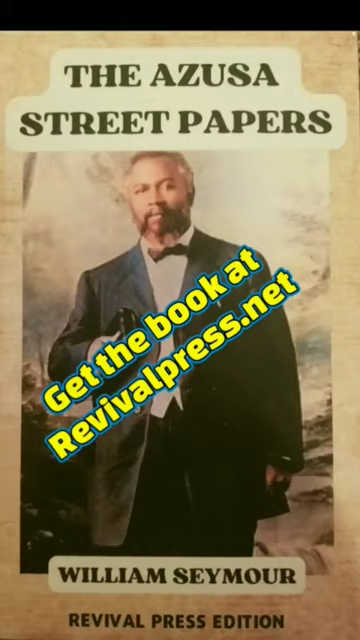 THE AZUSA
STREET PAPERS
Get the book at
Revivalpress.net
WILLIAM SEYMOUR
REVIVAL PRESS EDITION